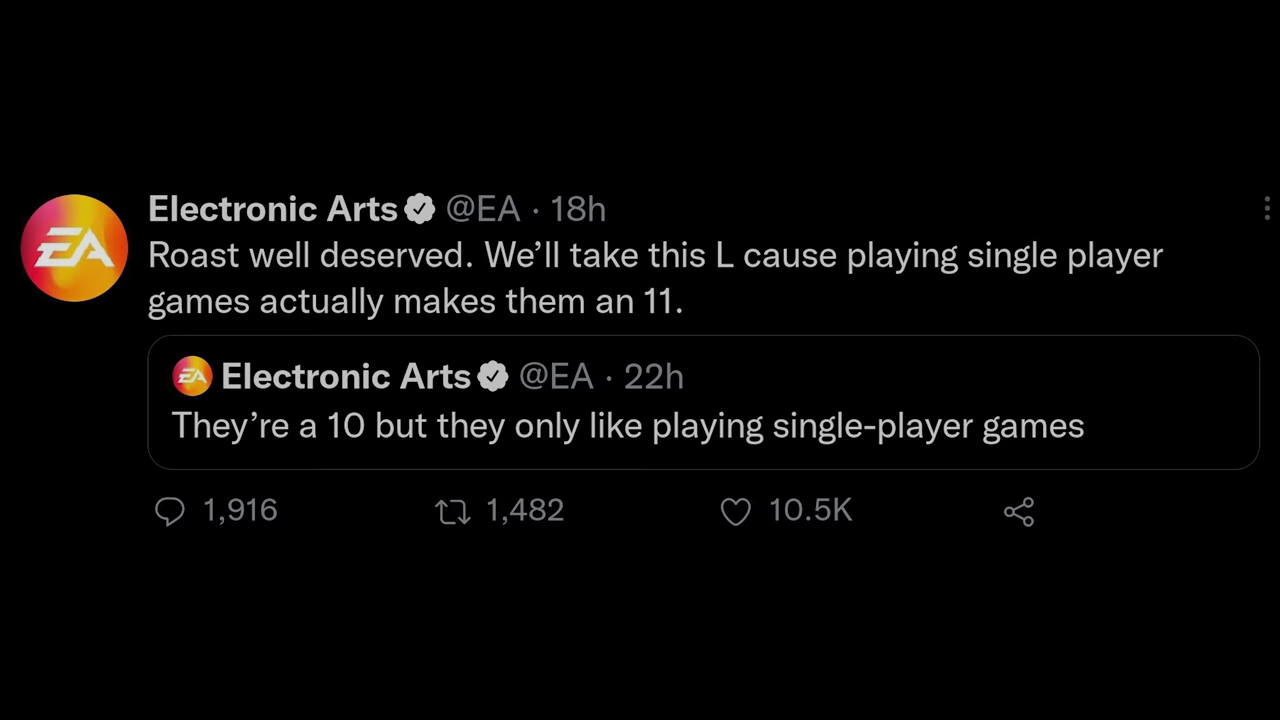 Electronic Arts @EA · 18h
Roast well deserved. We’ll take this L cause playing single player
games actually makes them an 11.
EA
EA Electronic Arts @EA · 22h
They’re a 10 but they only like playing single-player games
1,916 1,482 10.5K